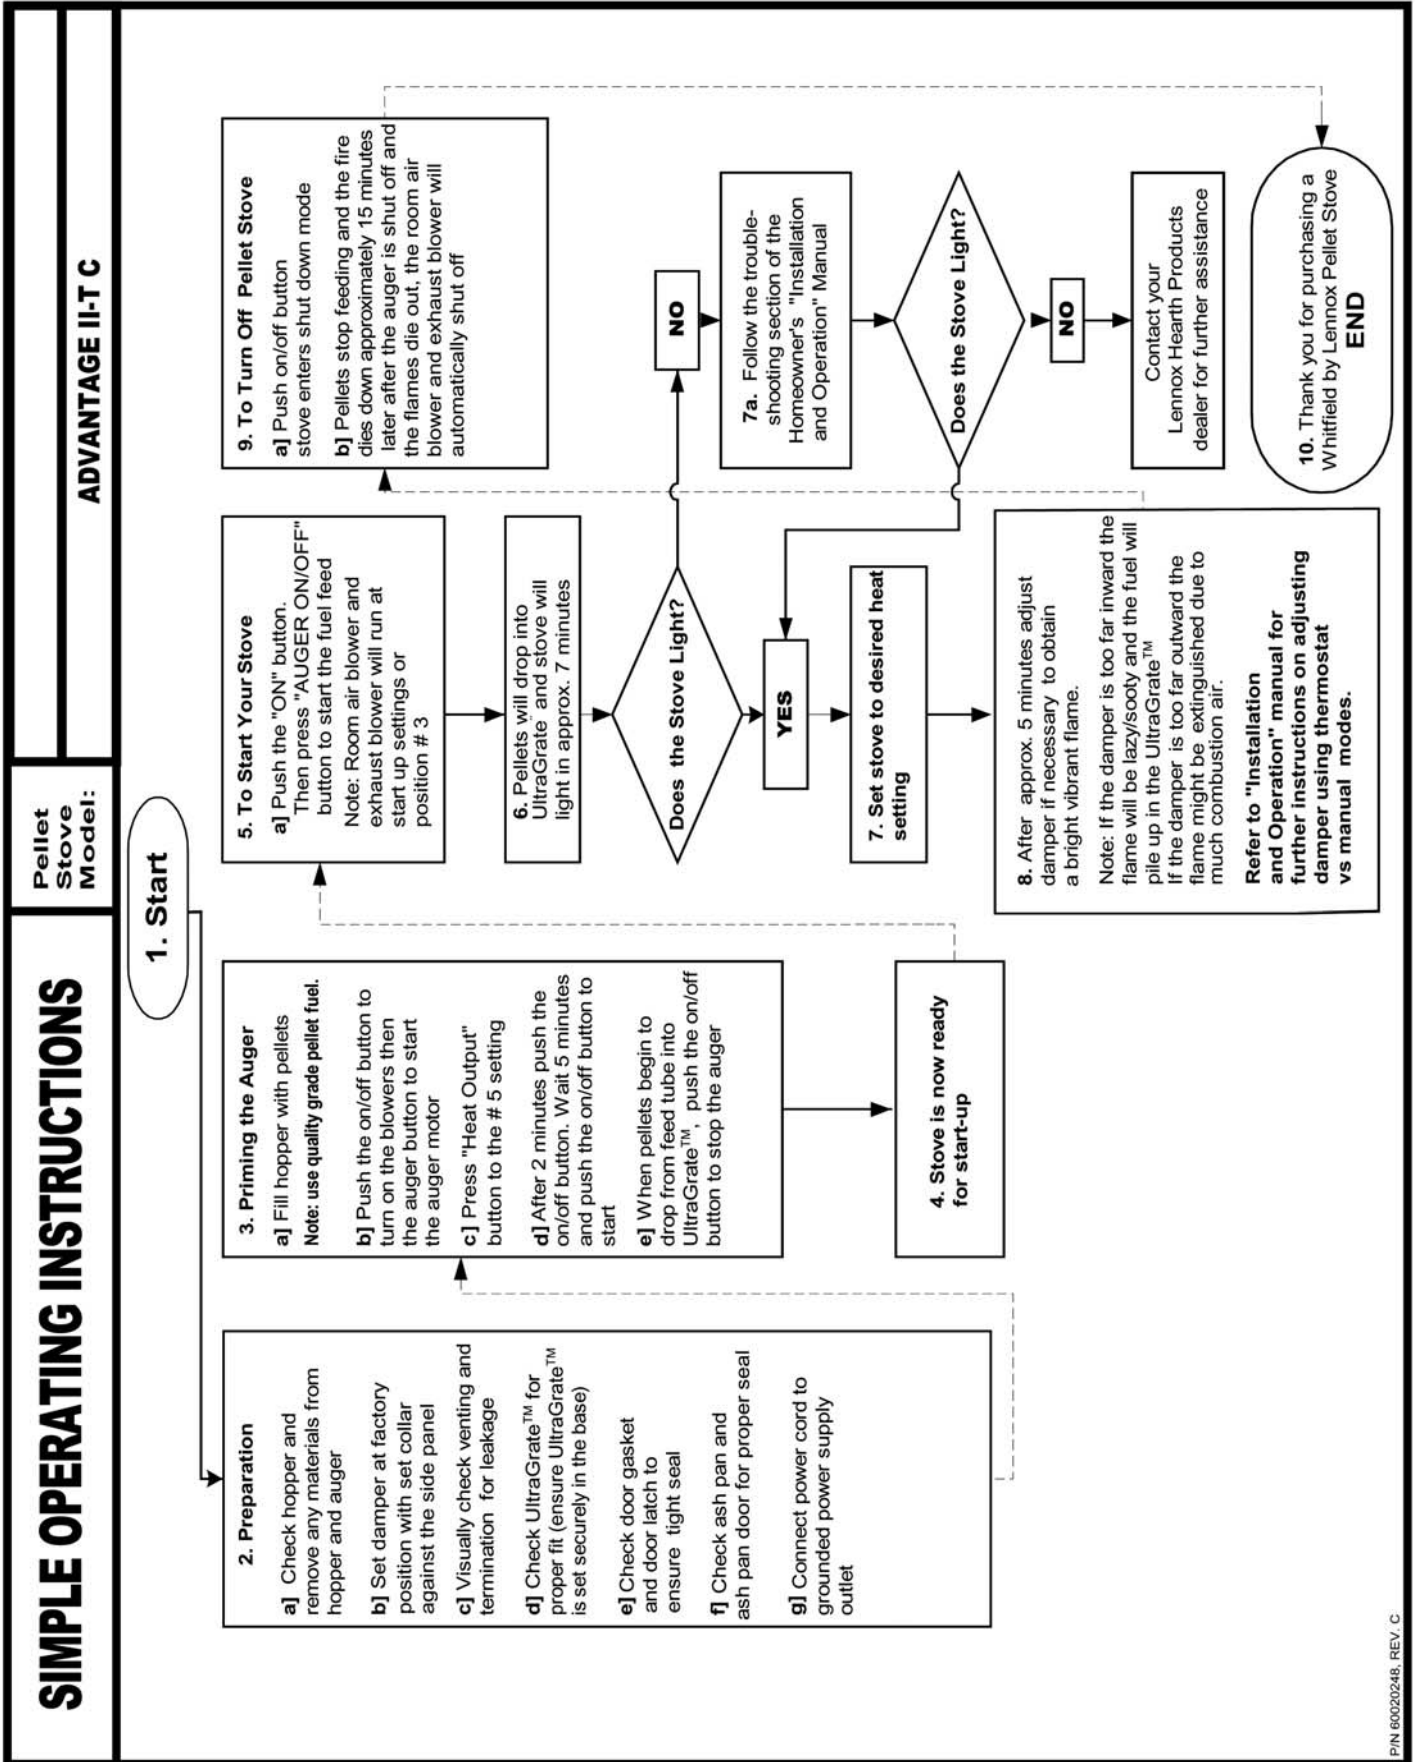 SIMPLE OPERATING INSTRUCTIONS
Pellet
Stove
Model:
ADVANTAGE II-T C
1. Start
2. Preparation
a] Check hopper and
remove any materials from
hopper and auger
b] Set damper at factory
position with set collar
against the side panel
c] Visually check venting and
termination for leakage
d] Check UltraGrate™ for
proper fit (ensure UltraGrate™
is set securely in the base)
e] Check door gasket
and door latch to
ensure tight seal
f] Check ash pan and
ash pan door for proper seal
g] Connect power cord to
grounded power supply
outlet
3. Priming the Auger
a] Fill hopper with pellets
Note: use quality grade pellet fuel.
b] Push the on/off button to
turn on the blowers then
the auger button to start
the auger motor
c] Press "Heat Output"
button to the # 5 setting
d] After 2 minutes push the
on/off button. Wait 5 minutes
and push the on/off button to
start
e] When pellets begin to
drop from feed tube into
UltraGrate™, push the on/off
button to stop the auger
4. Stove is now ready
for start-up
5. To Start Your Stove
a] Push the "ON" button.
Then press "AUGER ON/OFF"
button to start the fuel feed
Note: Room air blower and
exhaust blower will run at
start up settings or
position # 3
6. Pellets will drop into
UltraGrate and stove will
light in approx. 7 minutes
Does the Stove Light?
YES
7. Set stove to desired heat
setting
8. After approx. 5 minutes adjust
damper if necessary to obtain
a bright vibrant flame.
Note: If the damper is too far inward the
flame will be lazy/sooty and the fuel will
pile up in the UltraGrate™
If the damper is too far outward the
flame might be extinguished due to
much combustion air.
Refer to "Installation
and Operation" manual for
further instructions on adjusting
damper using thermostat
vs manual modes.
9. To Turn Off Pellet Stove
a] Push on/off button
stove enters shut down mode
b] Pellets stop feeding and the fire
dies down approximately 15 minutes
later after the auger is shut off and
the flames die out, the room air
blower and exhaust blower will
automatically shut off
NO
7a. Follow the trouble-
shooting section of the
Homeowner's "Installation
and Operation" Manual
Does the Stove Light?
NO
Contact your
Lennox Hearth Products
dealer for further assistance
10. Thank you for purchasing a
Whitfield by Lennox Pellet Stove
END
P/N 60020248, REV. C